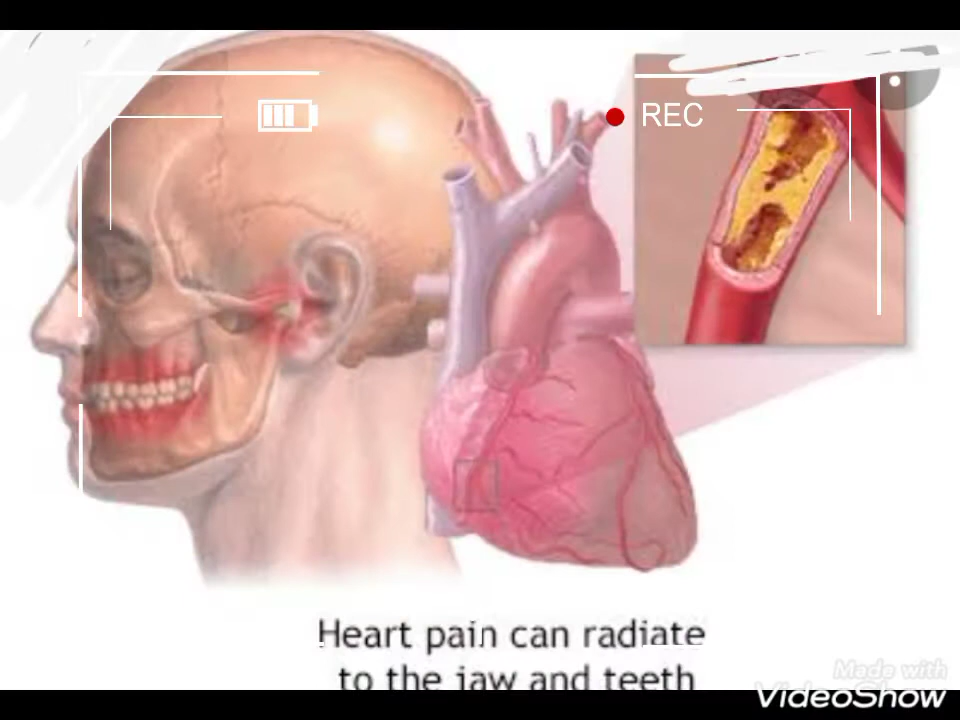 REC
Heart pain can radiate
to the jaw and teeth
Made with
VideoShow